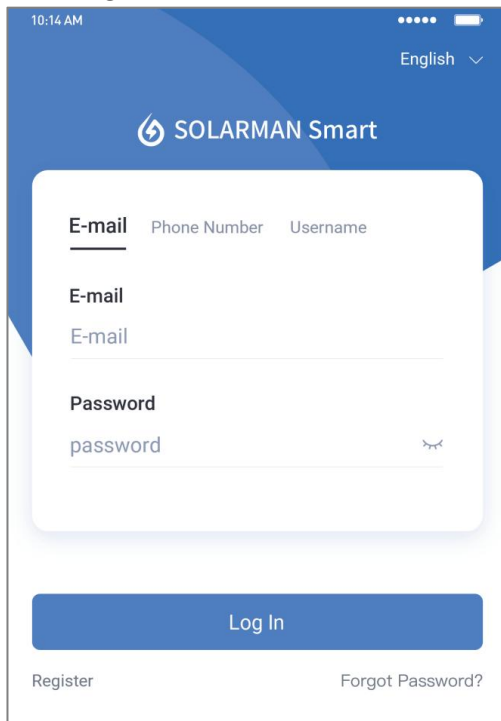 10:14 AM
English
SOLARMAN Smart
E-mail Phone Number Username
E-mail
E-mail
Password
password
Log In
Register Forgot Password?